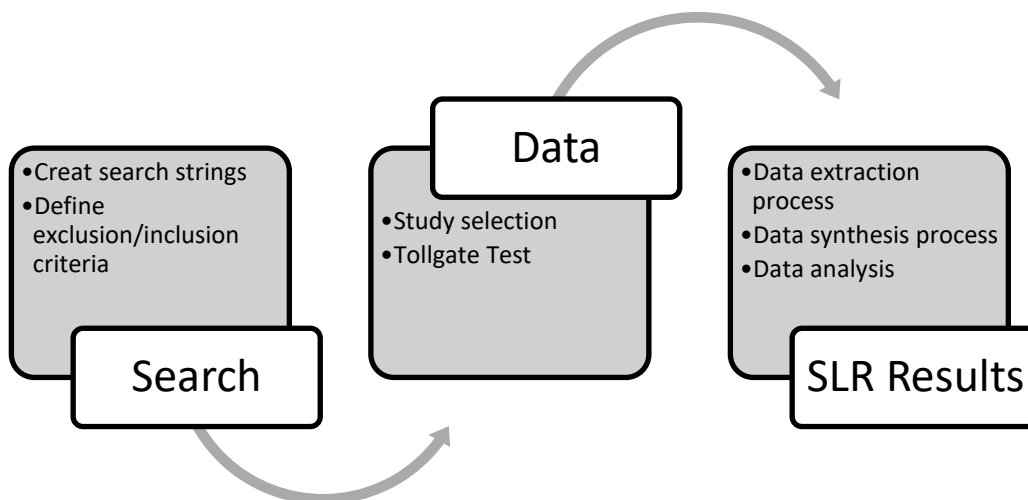 •Creat search strings
•Define
exclusion/inclusion
criteria
Search
Data
•Study selection
•Tollgate Test
•Data extraction
process
•Data synthesis process
•Data analysis
SLR Results